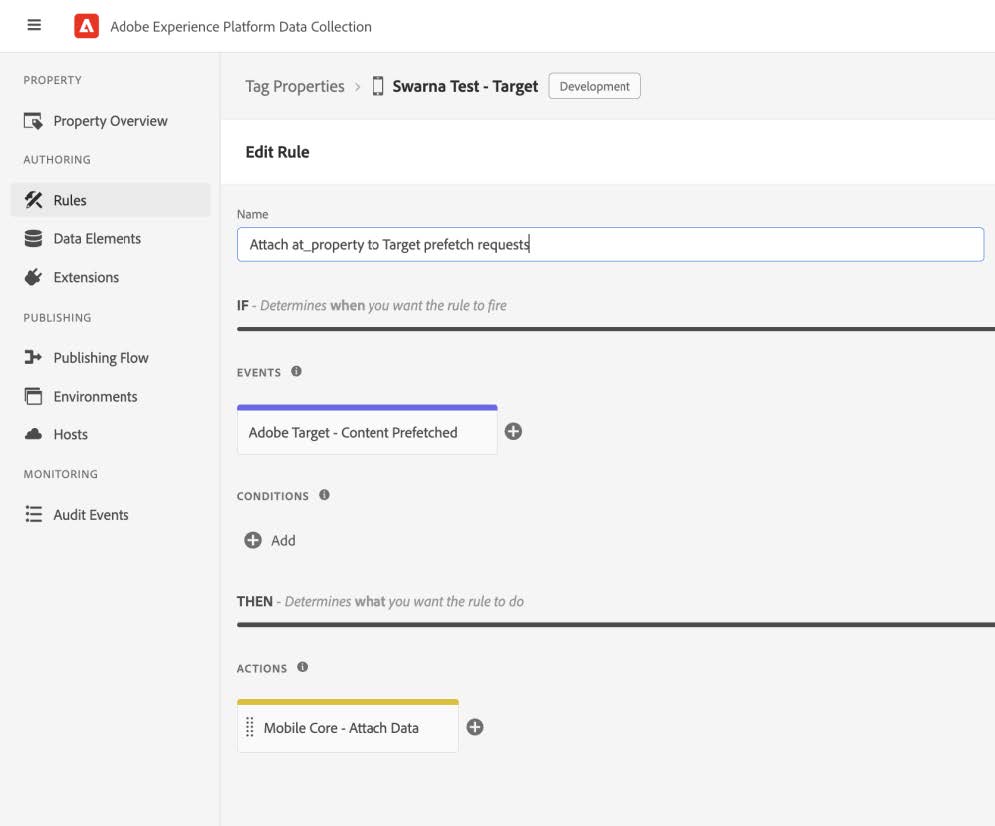 Adobe Experience Platform Data Collection
PROPERTY
Property Overview
AUTHORING
Rules
Data Elements
Extensions
PUBLISHING
Publishing Flow
Environments
Hosts
MONITORING
Audit Events
Tag Properties > Swarna Test - Target Development
Edit Rule
Name
Attach at_property to Target prefetch requests
IF - Determines when you want the rule to fire
EVENTS
Adobe Target - Content Prefetched
CONDITIONS
Add
THEN - Determines what you want the rule to do
ACTIONS
Mobile Core - Attach Data